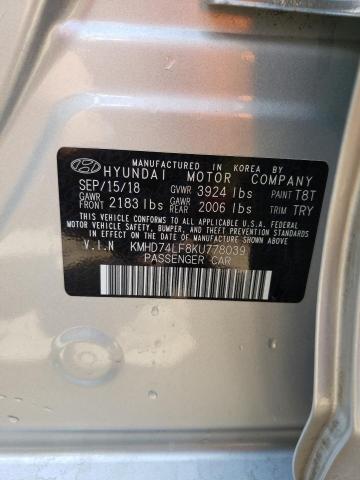 MANUFACTURED IN KOREA BY
HYUNDAI MOTOR COMPANY
SEP/15/18 GVWR 3924 lbs PAINT T8T
GAWR FRONT 2183 lbs GAWR REAR 2006 lbs TRIM TRY
THIS VEHICLE CONFORMS TO ALL APPLICABLE U.S. FEDERAL
MOTOR VEHICLE SAFETY, BUMPER, AND THEFT PREVENTION
STANDARDS IN EFFECT ON THE DATE OF MANUFACTURE SHOWN ABOVE.
V.I.N KMHD74LF8KU778039
PASSENGER CAR